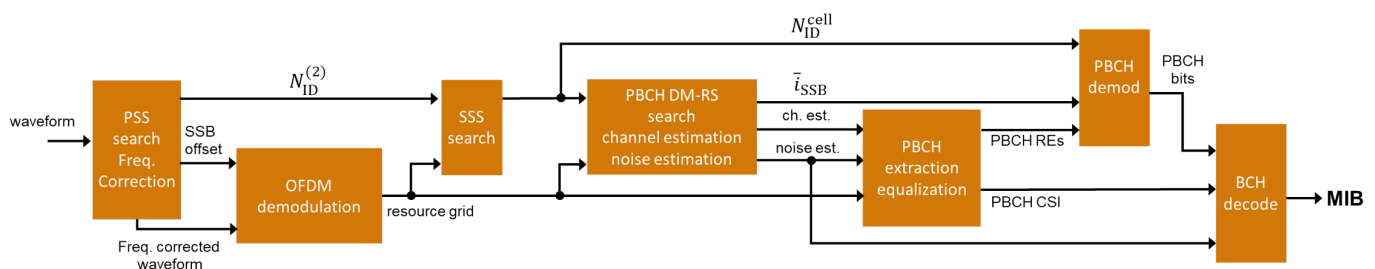 waveform
PSS
search
Freq.
Correction
N_ID^(2)
SSB
offset
Freq. corrected
waveform
OFDM
demodulation
resource grid
SSS
search
N_ID^cell
PBCH DM-RS
search
channel estimation
noise estimation
i̅_SSB
ch. est.
noise est.
PBCH
extraction
equalization
PBCH REs
PBCH CSI
PBCH
demod
PBCH
bits
BCH
decode
MIB